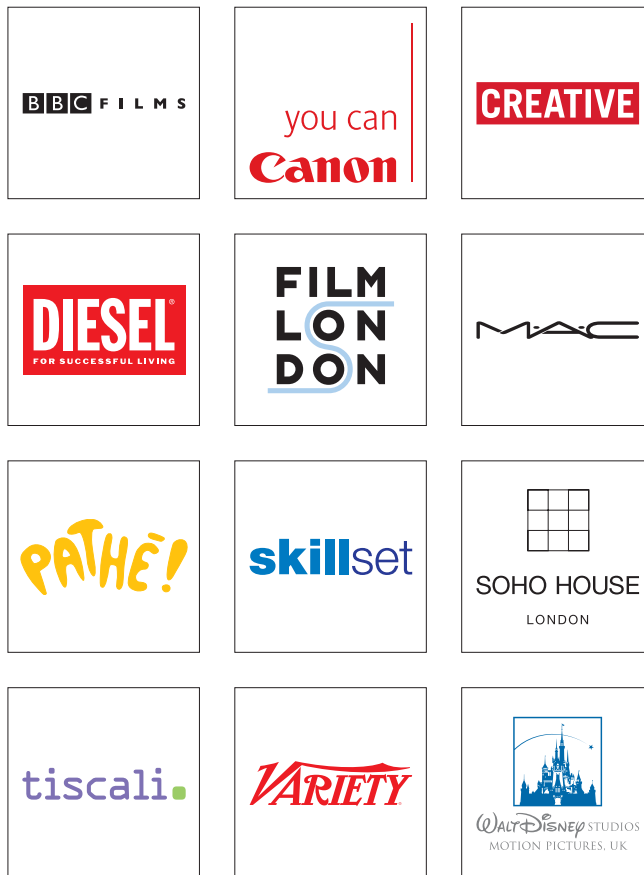 BBC FILMS
you can
Canon
CREATIVE
DIESEL®
FOR SUCCESSFUL LIVING
FILM
LON
DON
M·A·C
PATHĒ!
skillset
SOHO HOUSE
LONDON
tiscali.
VARIETY
WALT DISNEY STUDIOS
MOTION PICTURES, UK